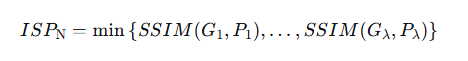 ISP_N = min {SSIM(G_1, P_1), . . . , SSIM(G_λ, P_λ)}